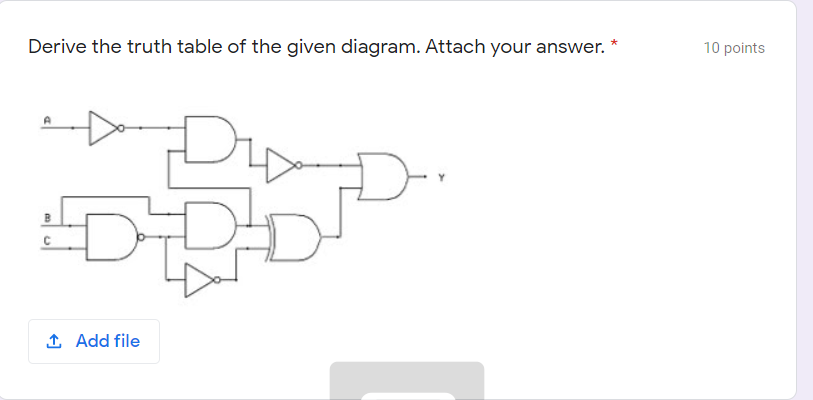 Derive the truth table of the given diagram. Attach your answer. *
10 points
A
Y
B
C
Add file